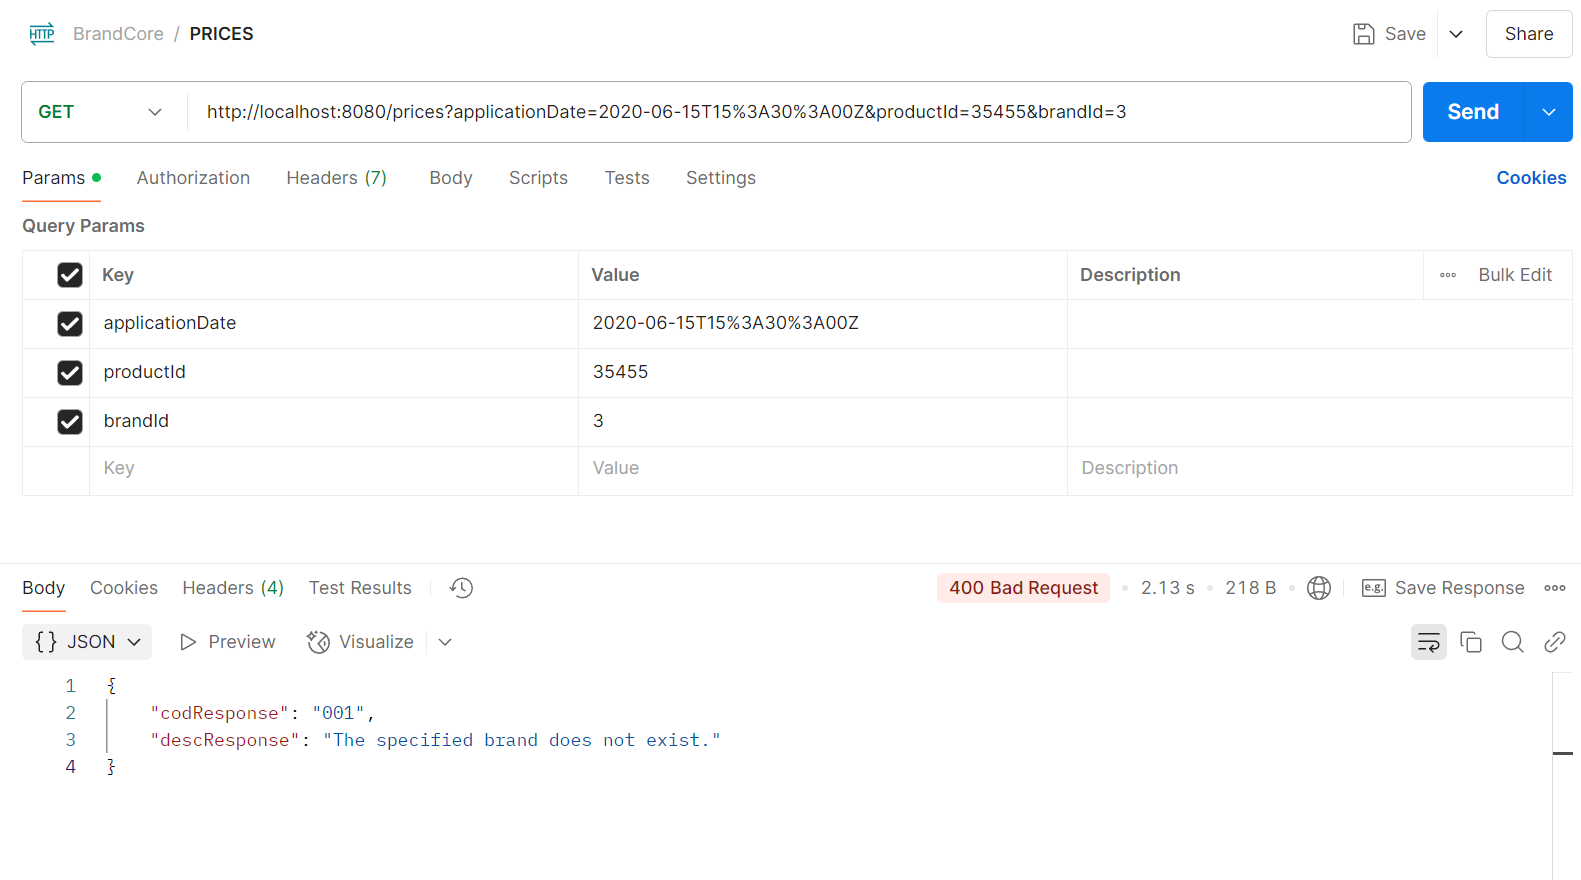 HTTP BrandCore / PRICES Save Share
GET http://localhost:8080/prices?applicationDate=2020-06-15T15%3A30%3A00Z&productId=35455&brandId=3 Send
Params Authorization Headers (7) Body Scripts Tests Settings Cookies
Query Params
Key Value Description Bulk Edit
applicationDate 2020-06-15T15%3A30%3A00Z
productId 35455
brandId 3
Key Value Description
Body Cookies Headers (4) Test Results 400 Bad Request 2.13 s 218 B e.g. Save Response
{} JSON Preview Visualize
1 {
2 "codResponse": "001",
3 "descResponse": "The specified brand does not exist."
4 }